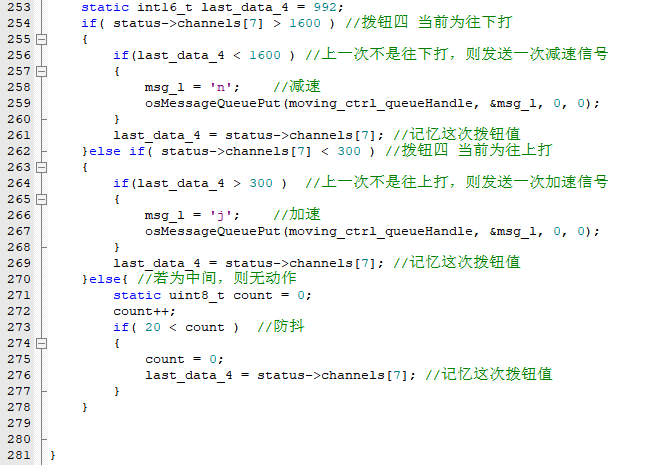 253 static int16_t last_data_4 = 992;
254 if( status->channels[7] > 1600 ) //拨钮四 当前为往下打
255 {
256 if(last_data_4 < 1600 ) //上一次不是往下打，则发送一次减速信号
257 {
258 msg_l = 'n'; //减速
259 osMessageQueuePut(moving_ctrl_queueHandle, &msg_l, 0, 0);
260 }
261 last_data_4 = status->channels[7]; //记忆这次拨钮值
262 }else if( status->channels[7] < 300 ) //拨钮四 当前为往上打
263 {
264 if(last_data_4 > 300 ) //上一次不是往上打，则发送一次加速信号
265 {
266 msg_l = 'j'; //加速
267 osMessageQueuePut(moving_ctrl_queueHandle, &msg_l, 0, 0);
268 }
269 last_data_4 = status->channels[7]; //记忆这次拨钮值
270 }else{ //若为中间，则无动作
271 static uint8_t count = 0;
272 count++;
273 if( 20 < count ) //防抖
274 {
275 count = 0;
276 last_data_4 = status->channels[7]; //记忆这次拨钮值
277 }
278 }
279
280
281 }